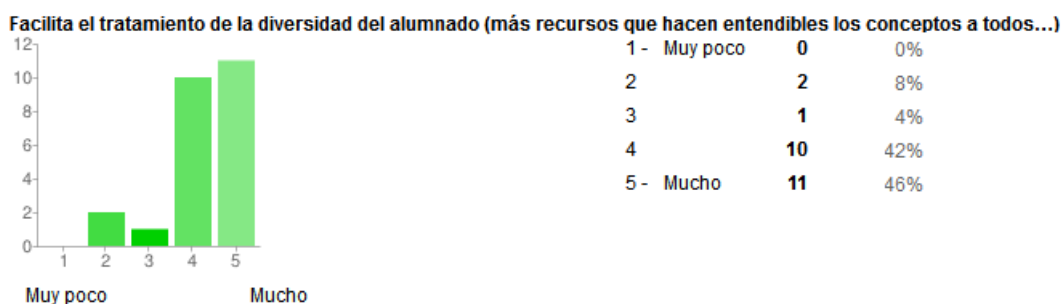 Facilita el tratamiento de la diversidad del alumnado (más recursos que hacen entendibles los conceptos a todos…)
12
10
8
6
4
2
0
1 2 3 4 5
Muy poco Mucho
1 - Muy poco 0 0%
2 2 8%
3 1 4%
4 10 42%
5 - Mucho 11 46%